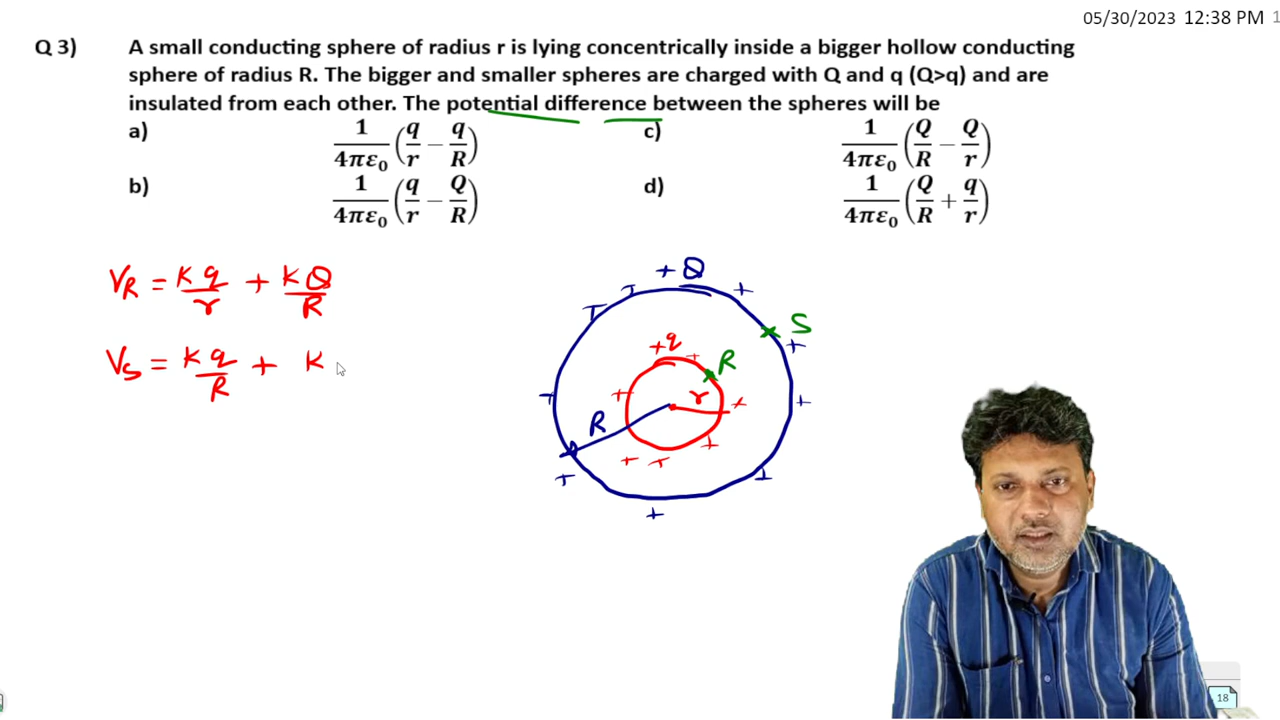 05/30/2023 12:38 PM 1
Q 3) A small conducting sphere of radius r is lying concentrically inside a bigger hollow conducting
sphere of radius R. The bigger and smaller spheres are charged with Q and q (Q>q) and are
insulated from each other. The potential difference between the spheres will be
a) 1/4πε₀ (q/r − q/R) c) 1/4πε₀ (Q/R − Q/r)
b) 1/4πε₀ (q/r − Q/R) d) 1/4πε₀ (Q/R + q/r)
V_R = Kq/r + KQ/R
V_S = Kq/R + K
+Q
S
+q
R
r
R
18